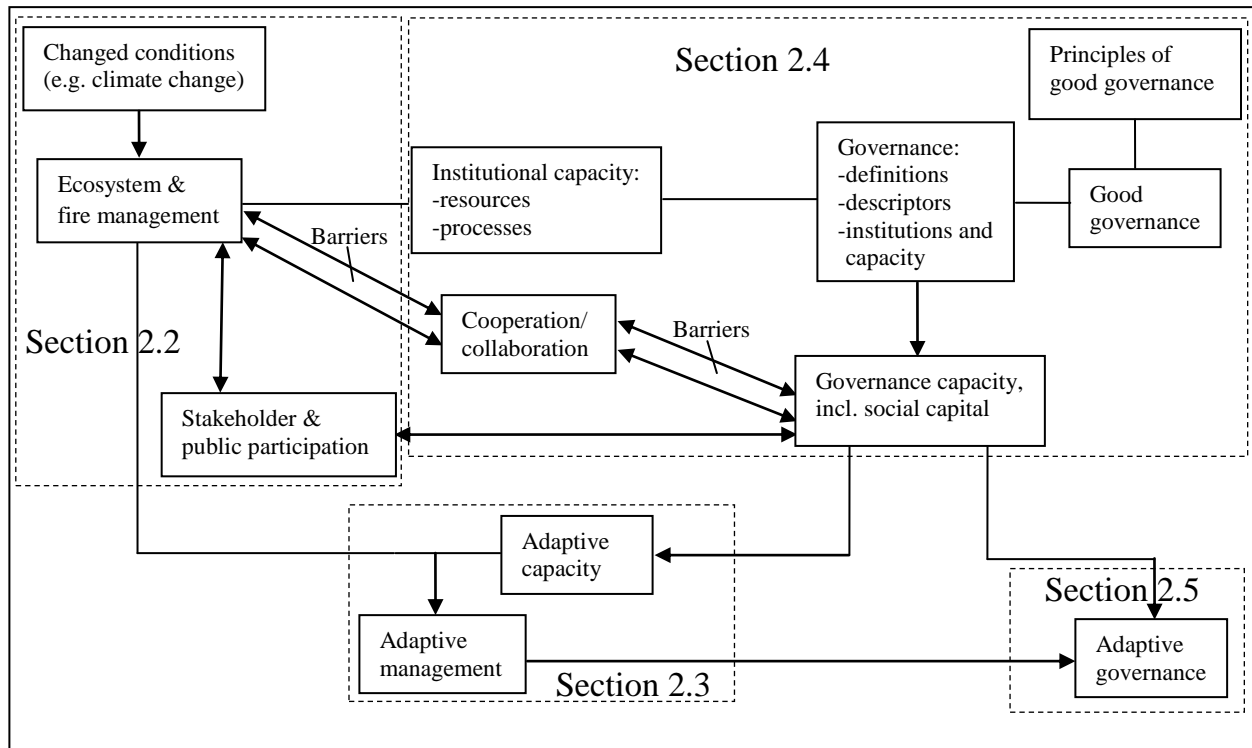 Changed conditions
(e.g. climate change)
Section 2.4
Principles of
good governance
Ecosystem &
fire management
Institutional capacity:
-resources
-processes
Governance:
-definitions
-descriptors
-institutions and
capacity
Good
governance
Barriers
Section 2.2
Cooperation/
collaboration
Barriers
Governance capacity,
incl. social capital
Stakeholder &
public participation
Adaptive
capacity
Section 2.5
Adaptive
management
Section 2.3
Adaptive
governance